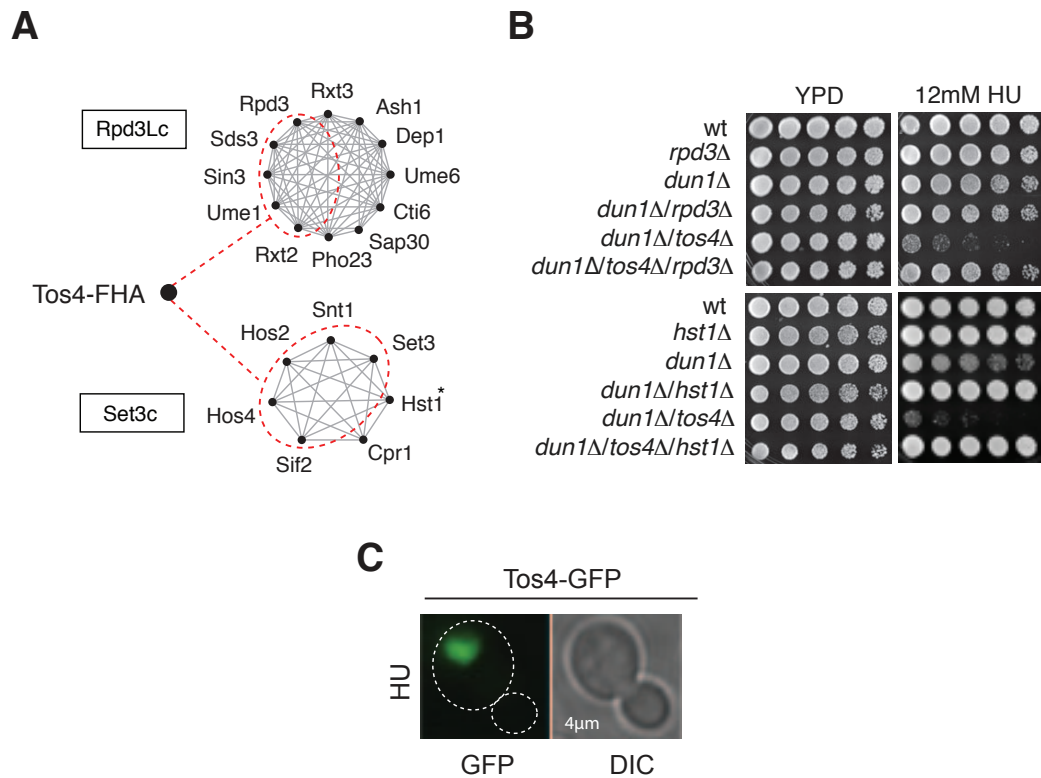 A
Rpd3Lc
Rpd3
Rxt3
Ash1
Sds3
Dep1
Sin3
Ume6
Ume1
Cti6
Rxt2
Pho23
Sap30
Tos4-FHA
Set3c
Snt1
Hos2
Set3
Hos4
Hst1*
Sif2
Cpr1
B
YPD 12mM HU
wt
rpd3Δ
dun1Δ
dun1Δ/rpd3Δ
dun1Δ/tos4Δ
dun1Δ/tos4Δ/rpd3Δ
wt
hst1Δ
dun1Δ
dun1Δ/hst1Δ
dun1Δ/tos4Δ
dun1Δ/tos4Δ/hst1Δ
C
Tos4-GFP
HU
4μm
GFP DIC